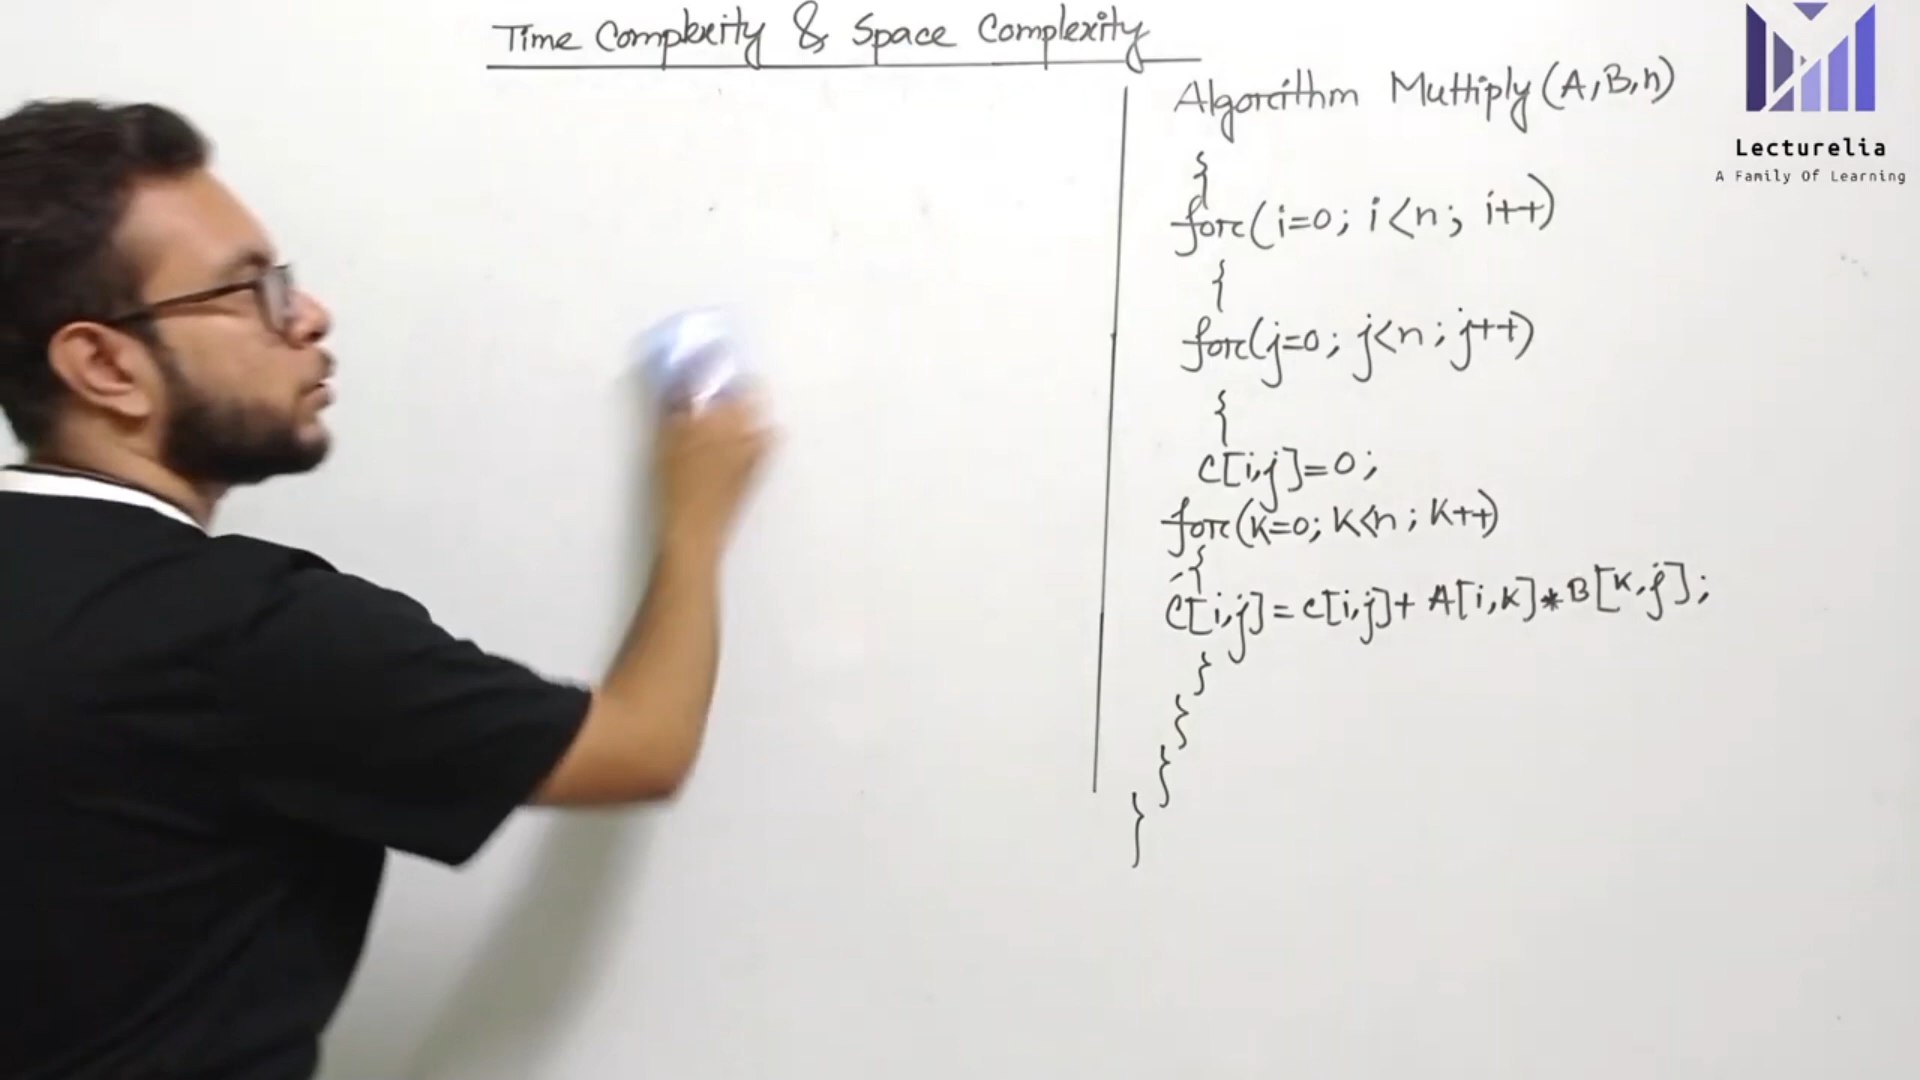 Time Complexity & Space Complexity
Algorithm Multiply (A,B,n)
{
for(i=0; i<n; i++)
{
for(j=0; j<n; j++)
{
C[i,j]=0;
for(k=0; k<n; k++)
{
C[i,j]=C[i,j]+ A[i,k]*B[k,j];
}
}
}
}
Lecturelia
A Family Of Learning